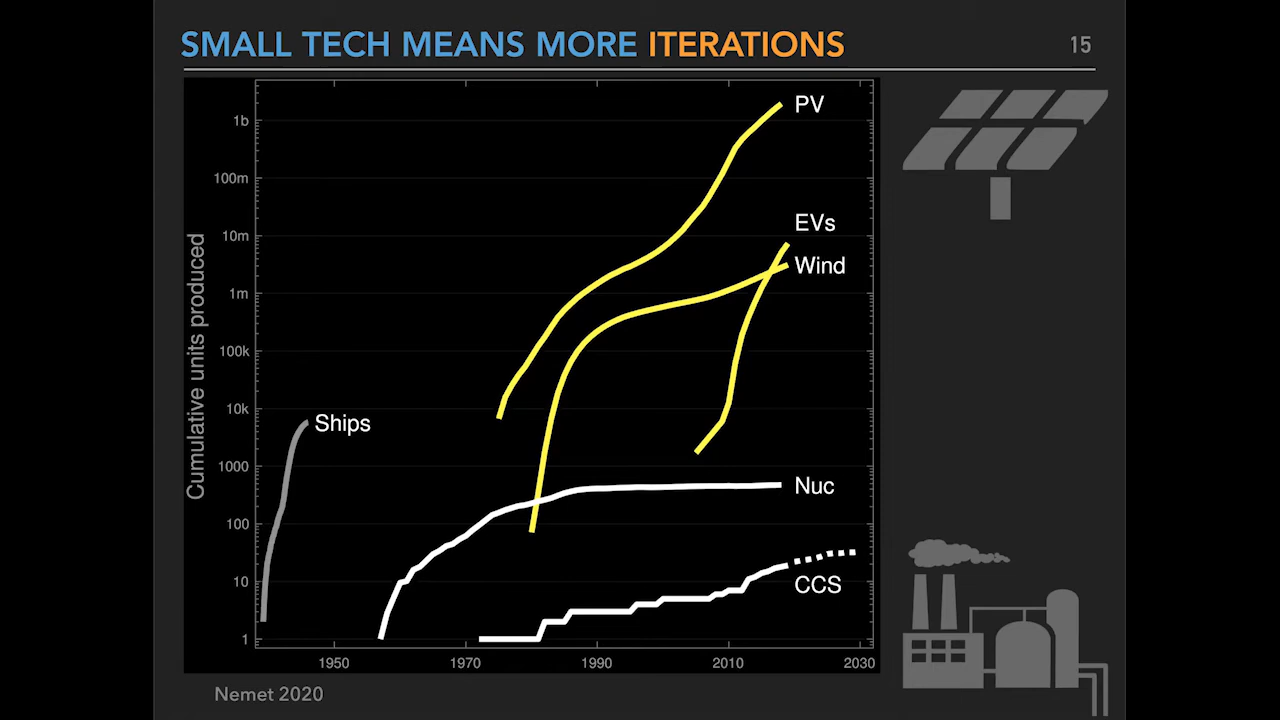 SMALL TECH MEANS MORE ITERATIONS
15
Cumulative units produced
1b
100m
10m
1m
100k
10k
1000
100
10
1
1950
1970
1990
2010
2030
PV
EVs
Wind
Ships
Nuc
CCS
Nemet 2020